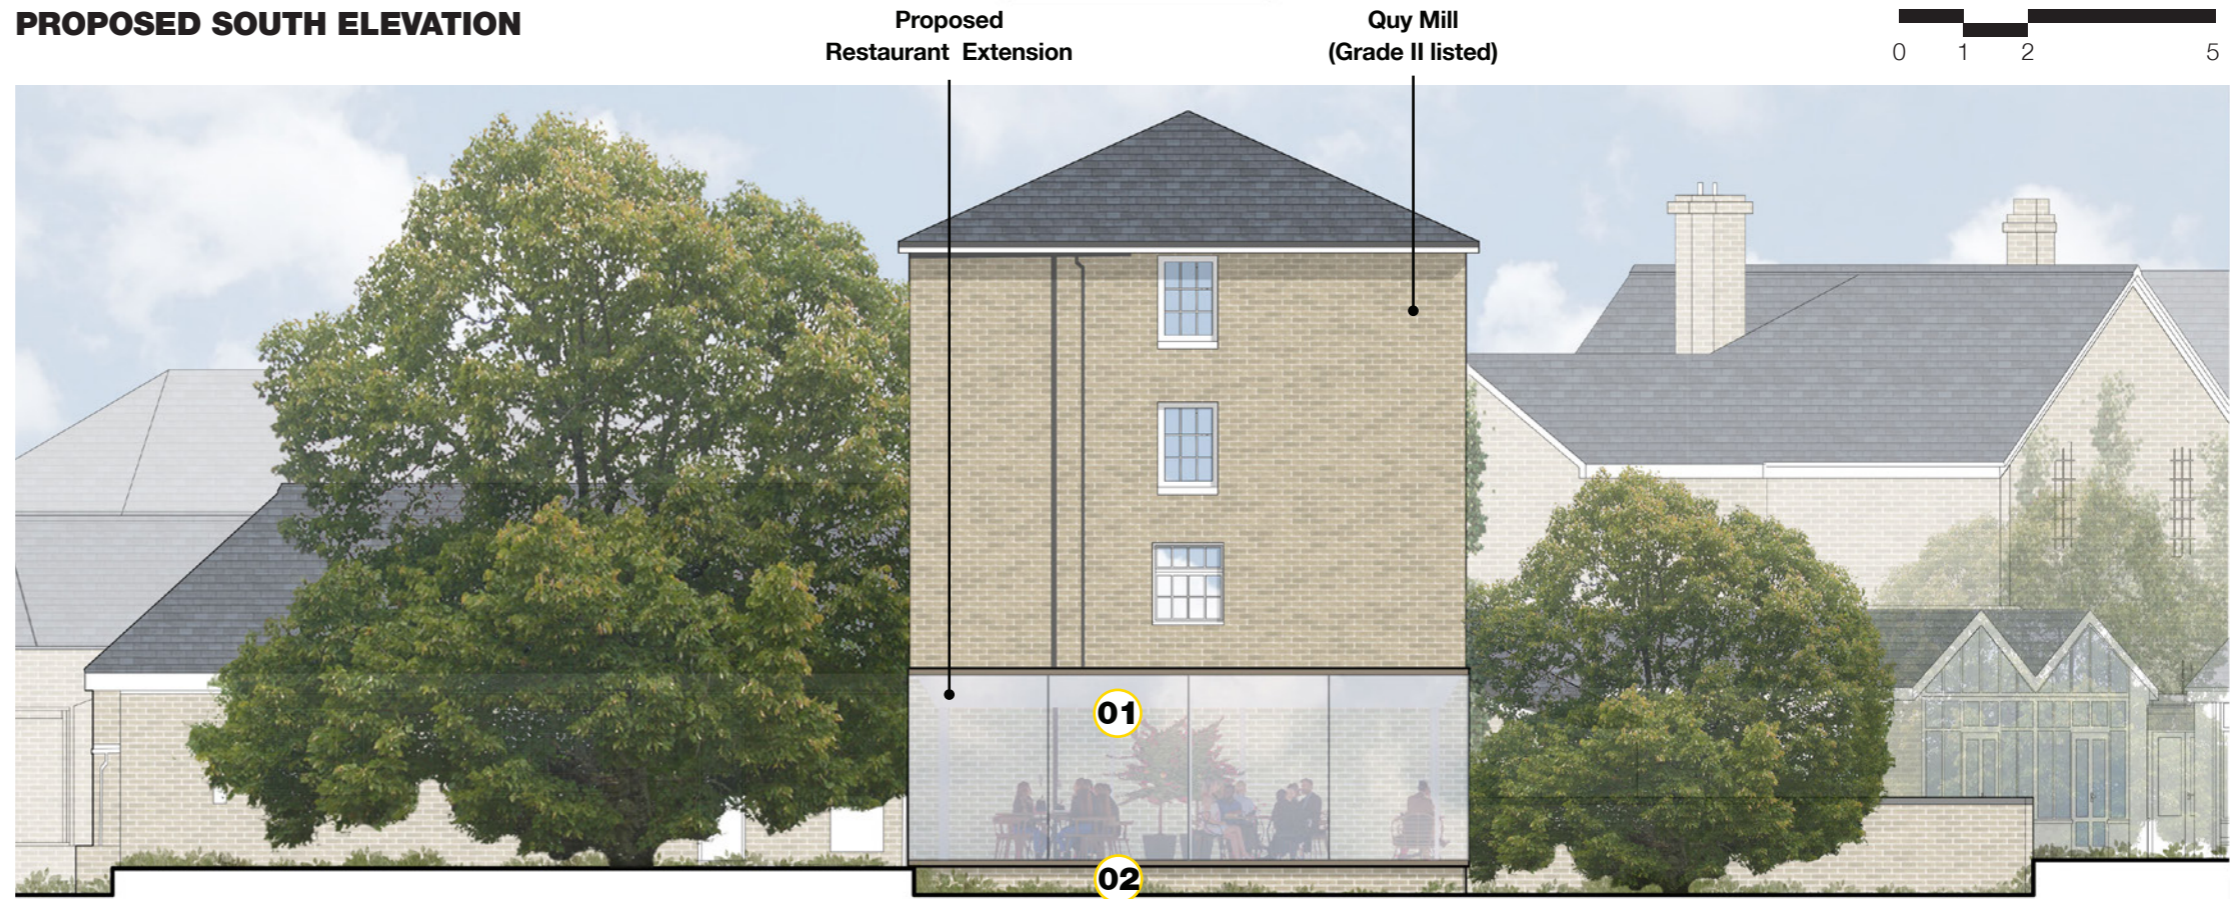 PROPOSED SOUTH ELEVATION
Proposed
Restaurant Extension
Quy Mill
(Grade II listed)
0 1 2 5
01
02